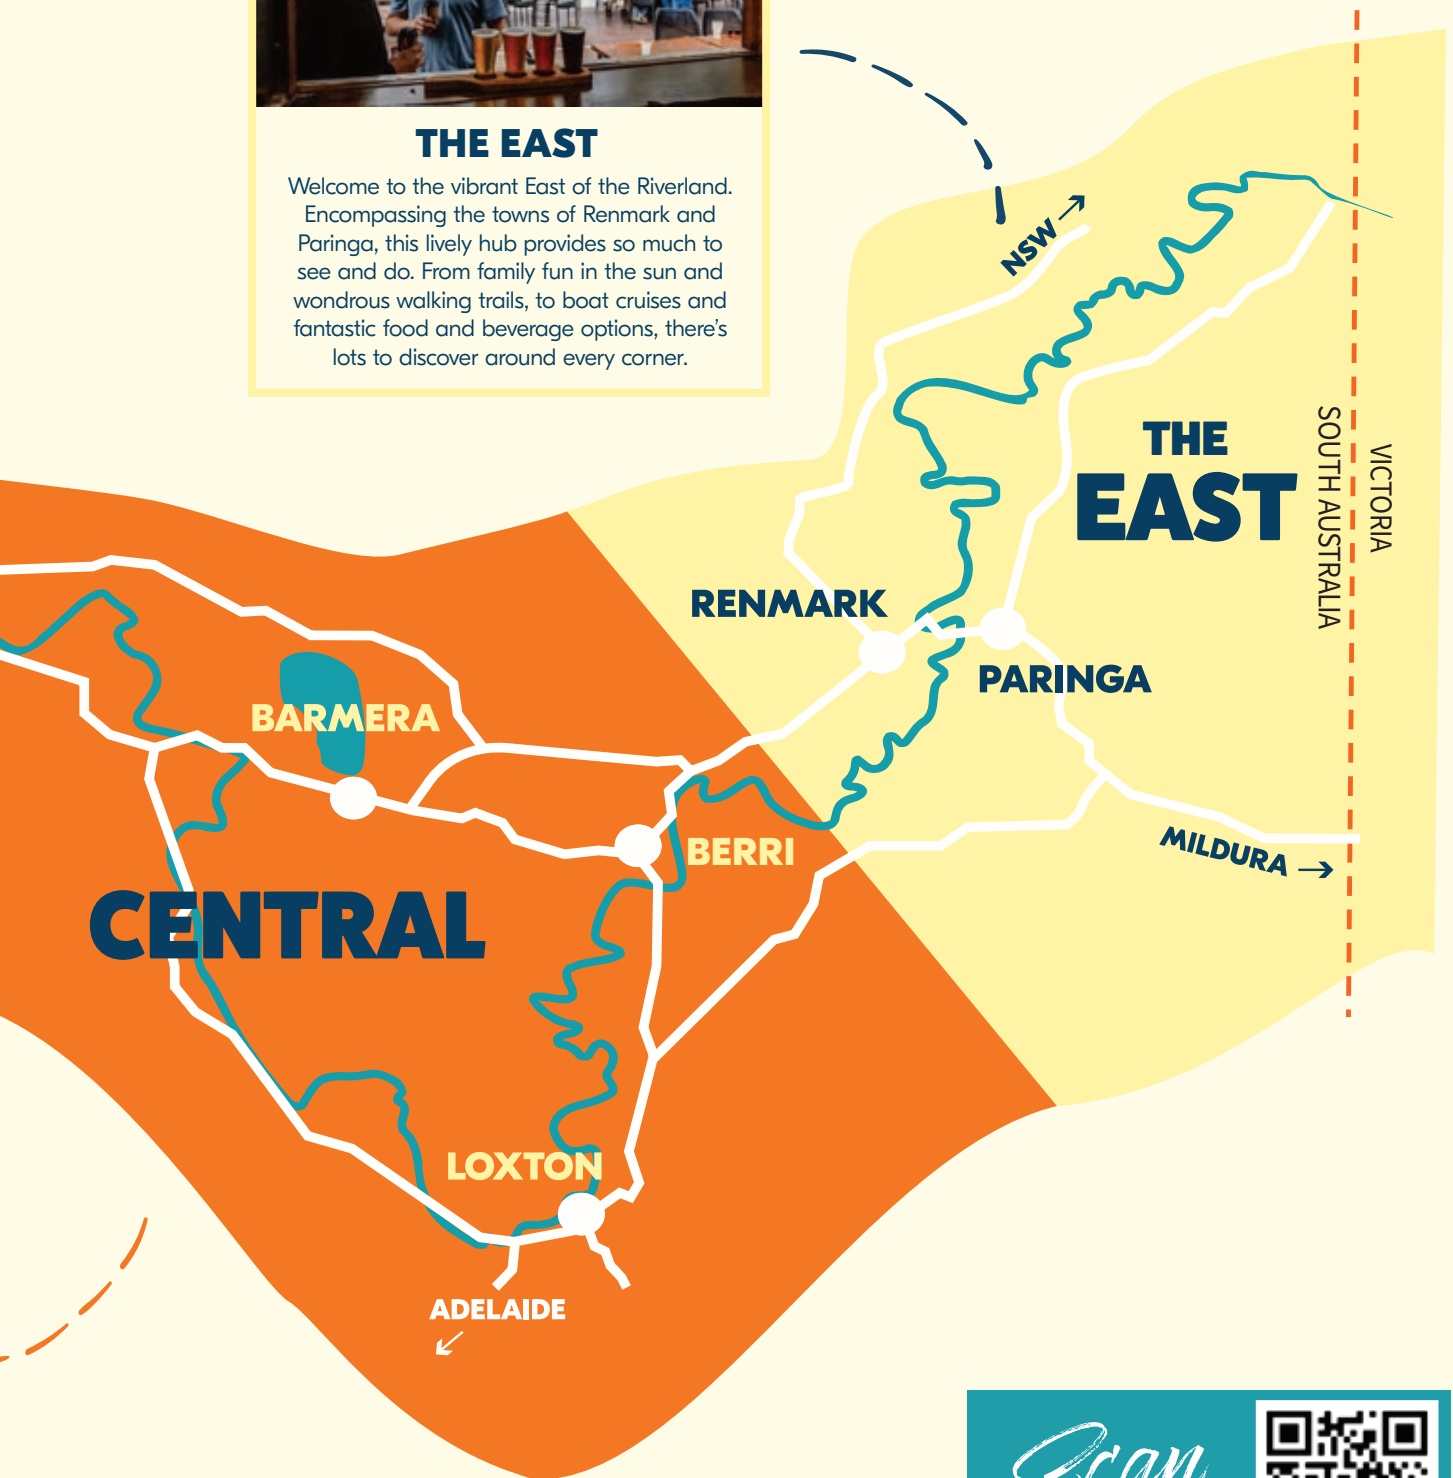 THE EAST
Welcome to the vibrant East of the Riverland.
Encompassing the towns of Renmark and
Paringa, this lively hub provides so much to
see and do. From family fun in the sun and
wondrous walking trails, to boat cruises and
fantastic food and beverage options, there's
lots to discover around every corner.
NSW
THE
EAST
SOUTH AUSTRALIA
VICTORIA
RENMARK
PARINGA
BARMERA
BERRI
MILDURA →
CENTRAL
LOXTON
ADELAIDE
Scan